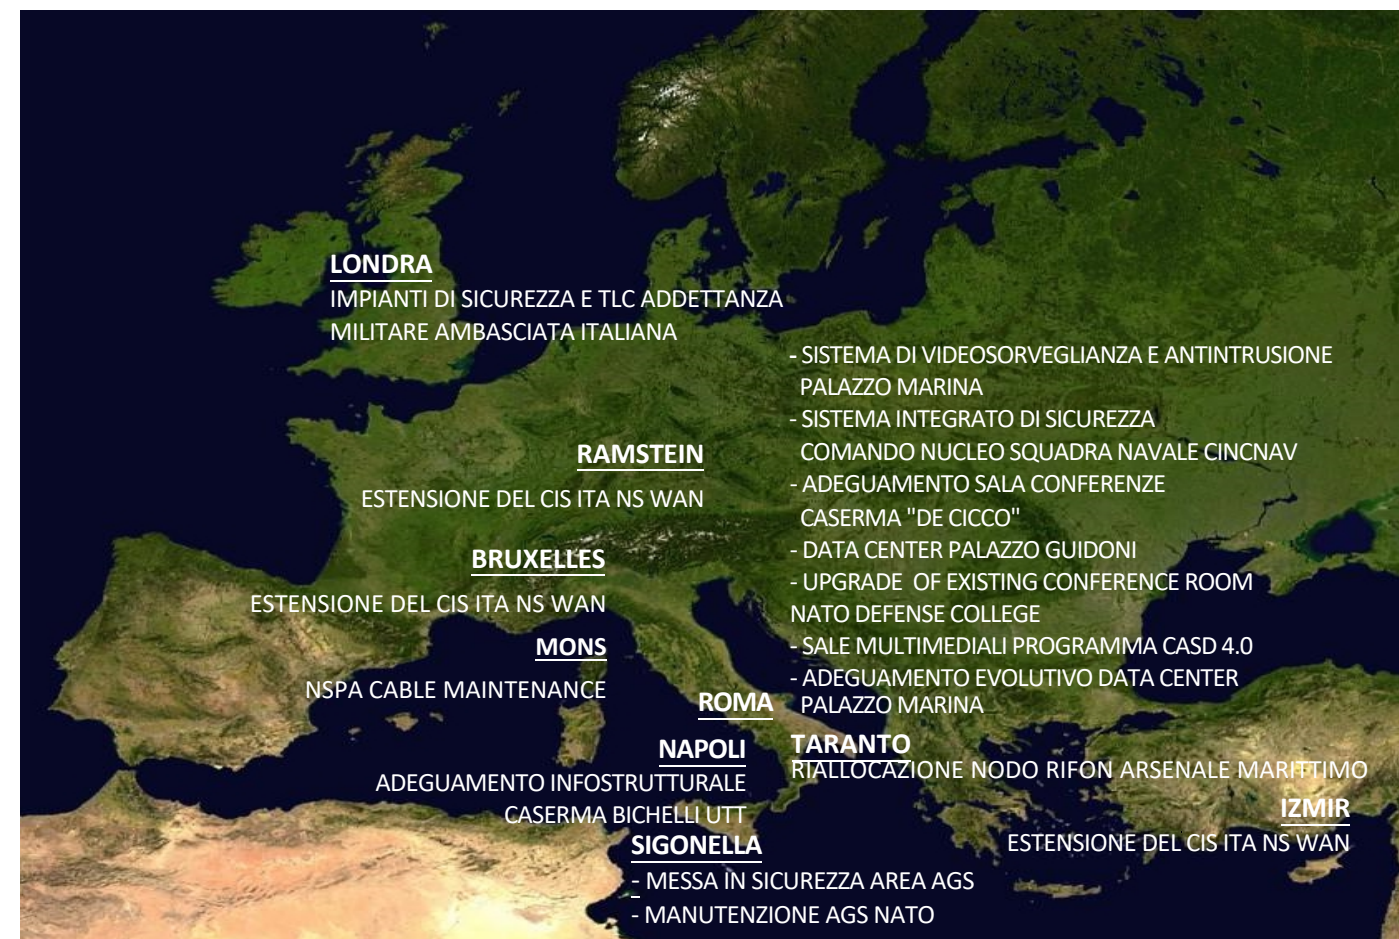 LONDRA
IMPIANTI DI SICUREZZA E TLC ADDETTANZA
MILITARE AMBASCIATA ITALIANA
- SISTEMA DI VIDEOSORVEGLIANZA E ANTINTRUSIONE
PALAZZO MARINA
- SISTEMA INTEGRATO DI SICUREZZA
COMANDO NUCLEO SQUADRA NAVALE CINCNAV
- ADEGUAMENTO SALA CONFERENZE
CASERMA "DE CICCO"
- DATA CENTER PALAZZO GUIDONI
- UPGRADE OF EXISTING CONFERENCE ROOM
NATO DEFENSE COLLEGE
- SALE MULTIMEDIALI PROGRAMMA CASD 4.0
- ADEGUAMENTO EVOLUTIVO DATA CENTER
PALAZZO MARINA
ROMA
RAMSTEIN
ESTENSIONE DEL CIS ITA NS WAN
BRUXELLES
ESTENSIONE DEL CIS ITA NS WAN
MONS
NSPA CABLE MAINTENANCE
NAPOLI
ADEGUAMENTO INFOSTRUTTURALE
CASERMA BICHELLI UTT
TARANTO
RIALLOCAZIONE NODO RIFON ARSENALE MARITTIMO
IZMIR
ESTENSIONE DEL CIS ITA NS WAN
SIGONELLA
- MESSA IN SICUREZZA AREA AGS
- MANUTENZIONE AGS NATO